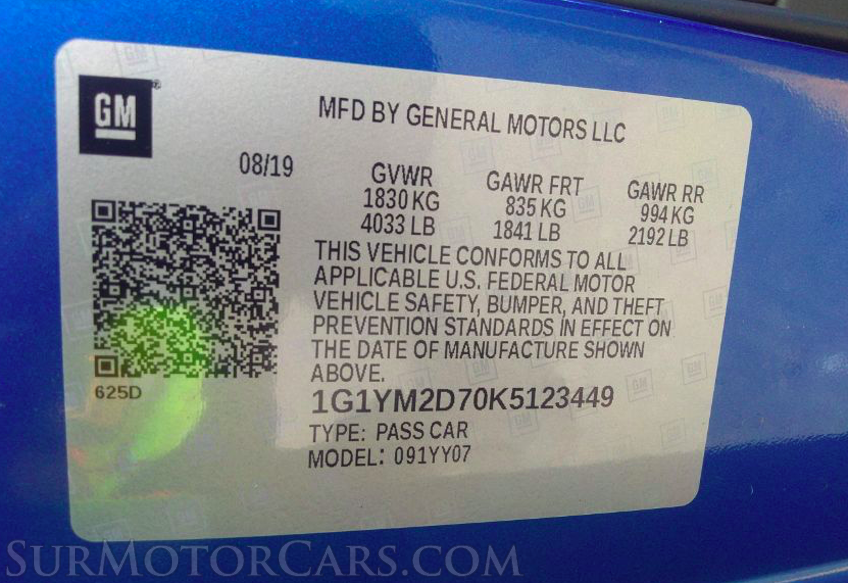 GM
MFD BY GENERAL MOTORS LLC
08/19
GVWR
1830 KG
4033 LB
GAWR FRT
835 KG
1841 LB
GAWR RR
994 KG
2192 LB
THIS VEHICLE CONFORMS TO ALL
APPLICABLE U.S. FEDERAL MOTOR
VEHICLE SAFETY, BUMPER, AND THEFT
PREVENTION STANDARDS IN EFFECT ON
THE DATE OF MANUFACTURE SHOWN
ABOVE.
625D
1G1YM2D70K5123449
TYPE: PASS CAR
MODEL: 091YY07
SURMOTORCARS.COM